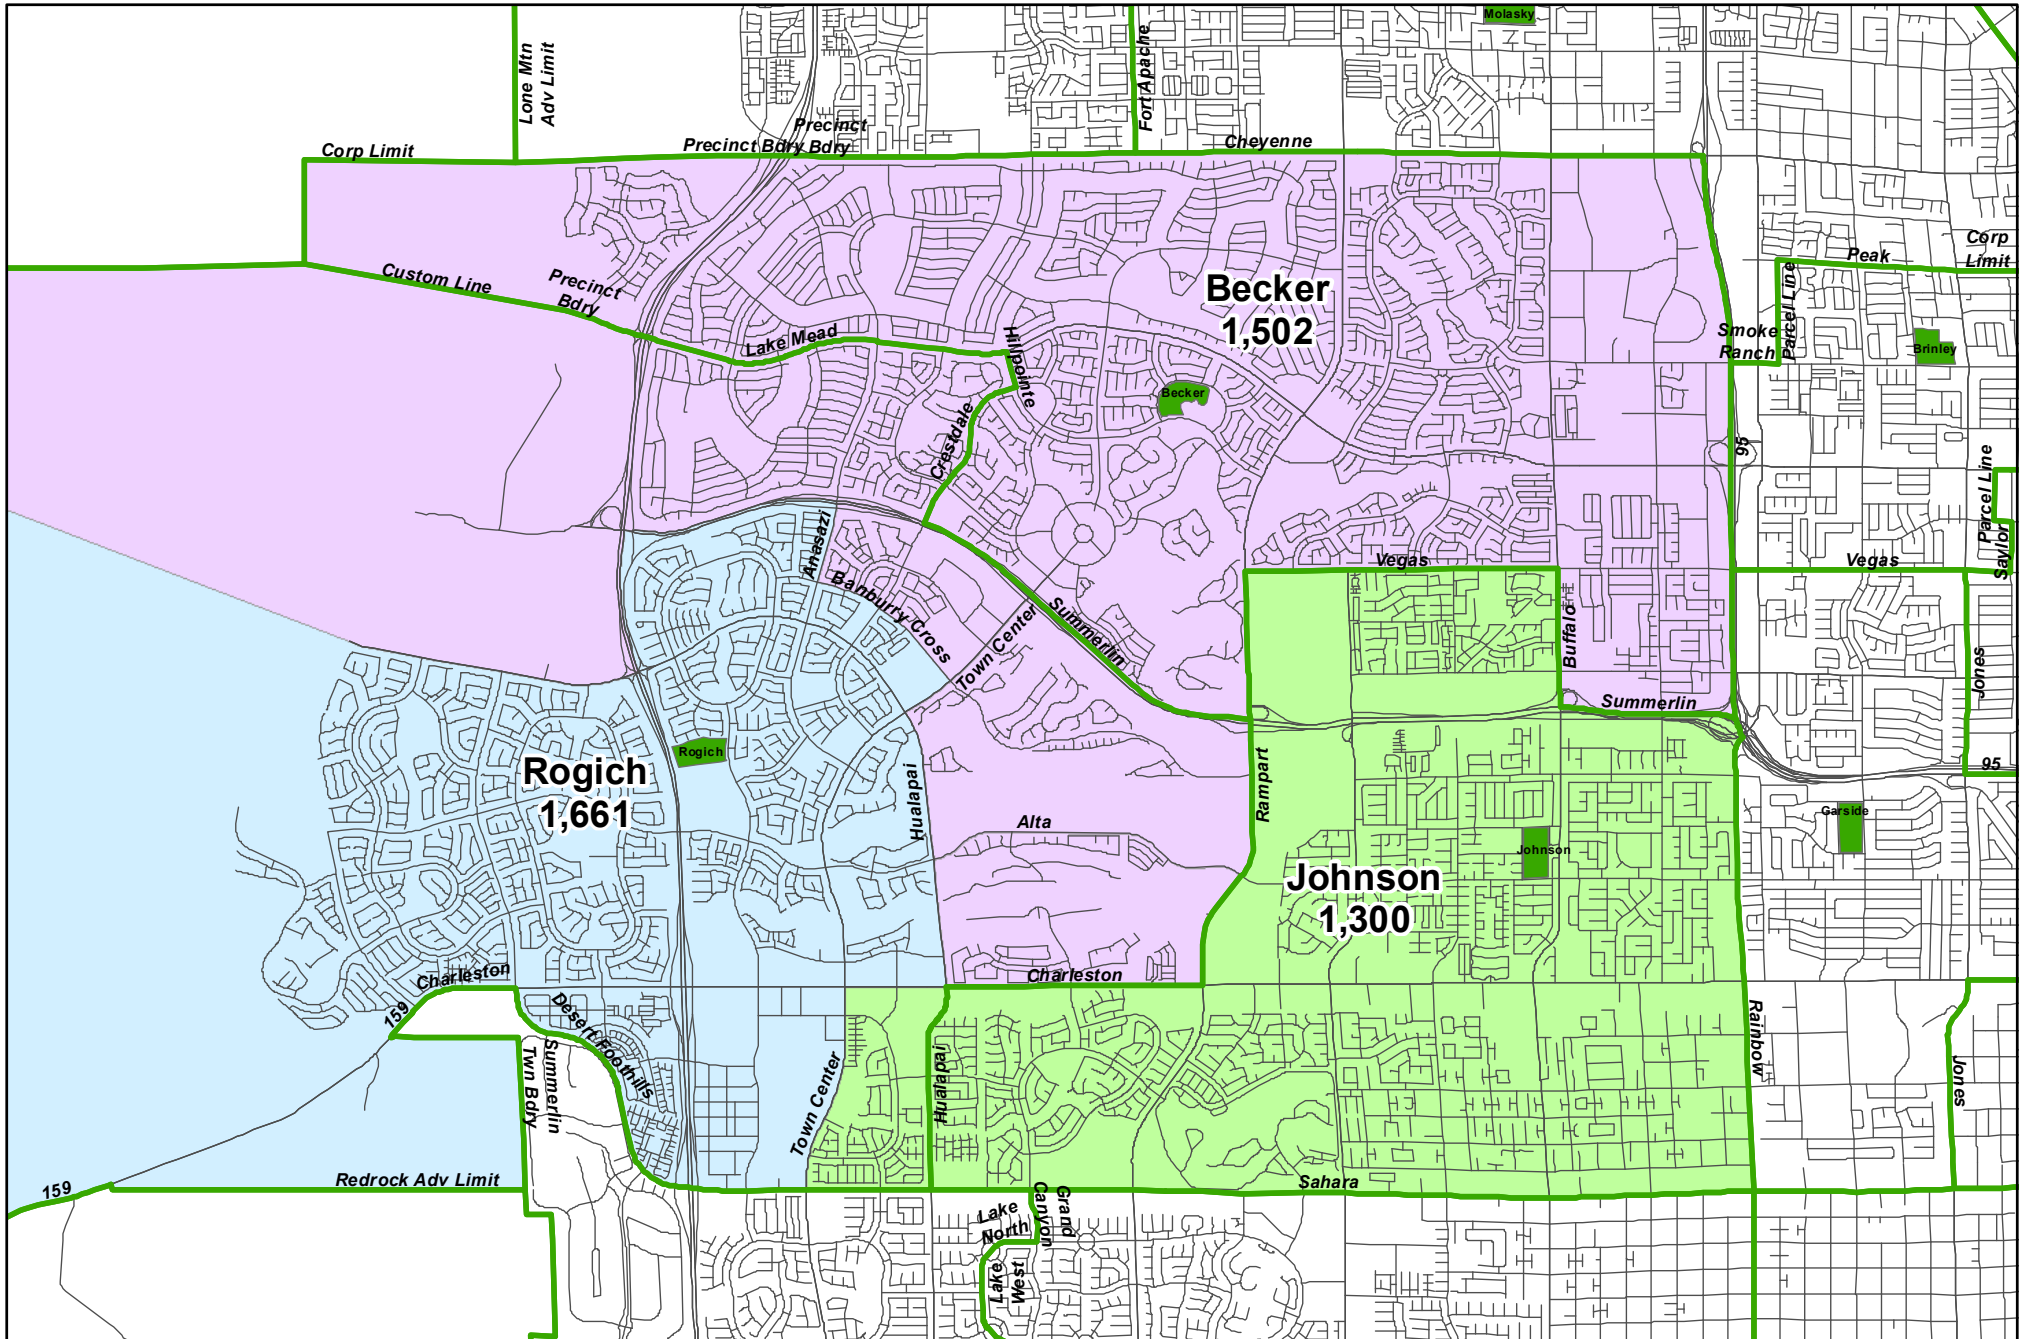 Molasky
Lone Mtn
Adv Limit
Fort Apache
Precinct
Precinct Bdry Bdry
Corp Limit
Cheyenne
Corp
Limit
Peak
Custom Line
Precinct
Bdry
Parcel Line
Becker
1,502
Lake Mead
Hillpointe
Smoke
Ranch
Brinley
Becker
Crestdale
95
Parcel Line
Saylor
Anasazi
Banburry Cross
Vegas
Vegas
Summerlin
Town Center
Buffalo
Jones
Summerlin
Rogich
Rogich
1,661
Hualapai
Rampart
95
Alta
Garside
Johnson
Johnson
1,300
Charleston
Charleston
159
Desert Foothills
Summerlin
Twn Bdry
Town Center
Hualapai
Rainbow
Jones
159
Redrock Adv Limit
Sahara
Lake
North
Grand
Canyon
Lake
West